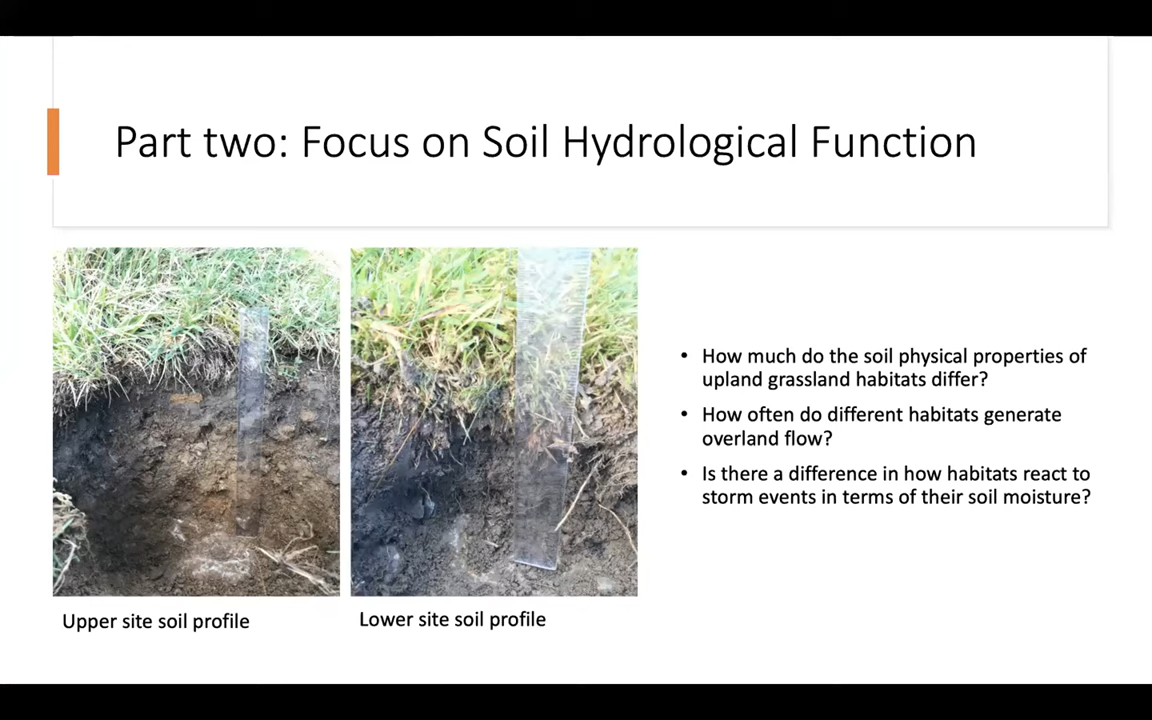 Part two: Focus on Soil Hydrological Function
• How much do the soil physical properties of
upland grassland habitats differ?
• How often do different habitats generate
overland flow?
• Is there a difference in how habitats react to
storm events in terms of their soil moisture?
Upper site soil profile
Lower site soil profile